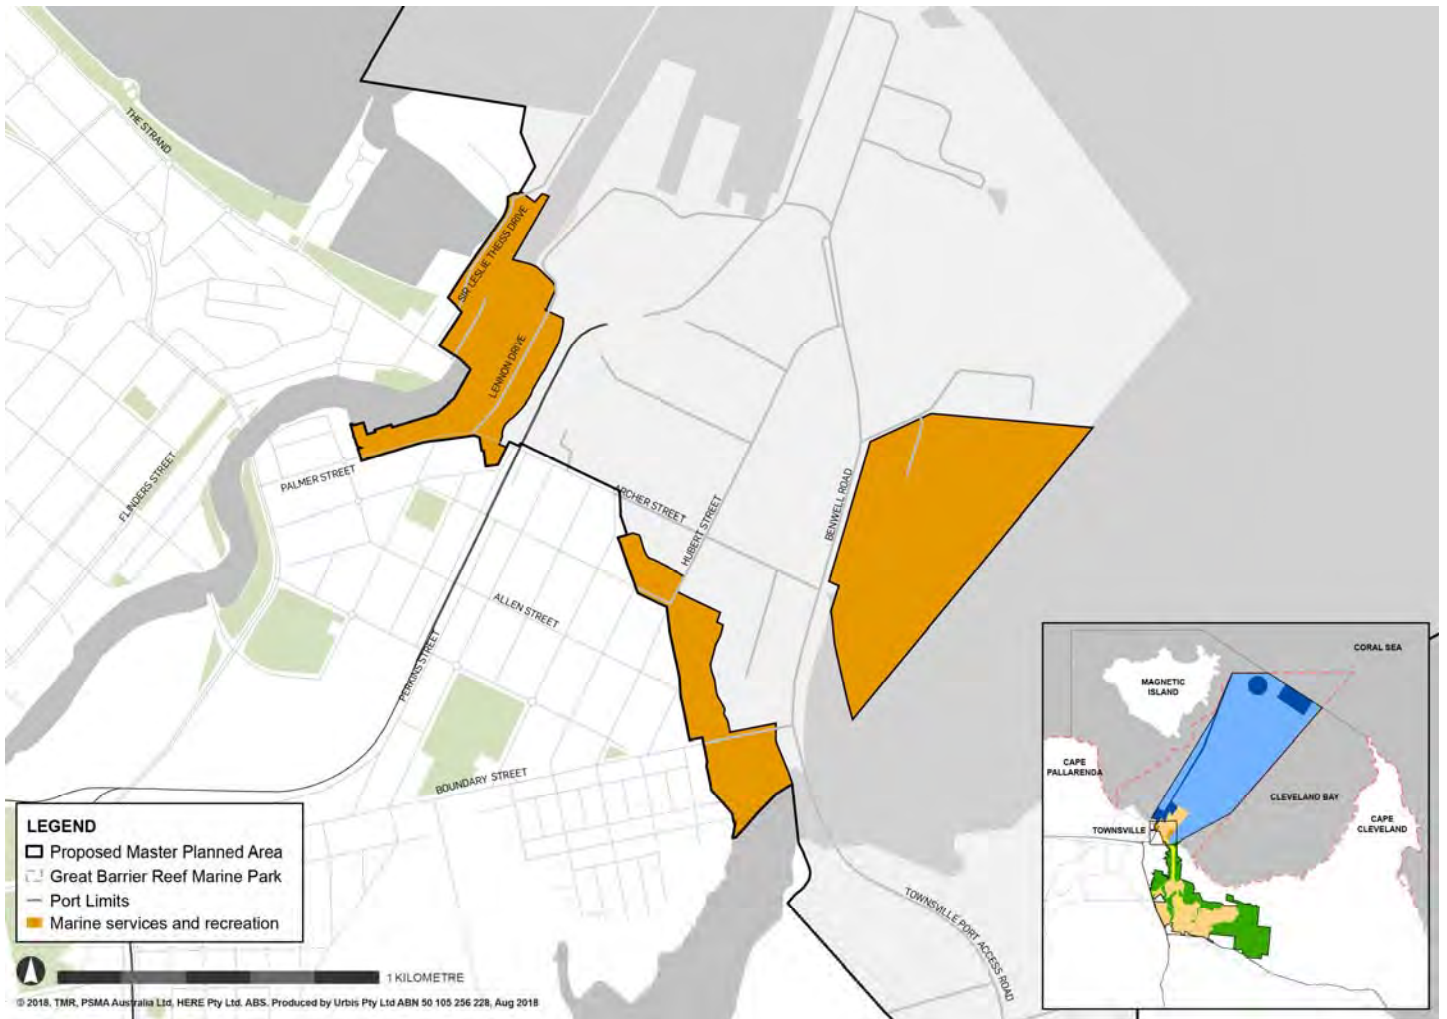 THE STRAND
SIR LESLIE THEISS DRIVE
LENNON DRIVE
FLINDERS STREET
PALMER STREET
ARCHER STREET
HUBERT STREET
BENWELL ROAD
ALLEN STREET
PERKINS STREET
BOUNDARY STREET
TOWNSVILLE PORT ACCESS ROAD
CORAL SEA
MAGNETIC
ISLAND
CAPE
PALLARENDA
CLEVELAND BAY
TOWNSVILLE
CAPE
CLEVELAND
LEGEND
Proposed Master Planned Area
Great Barrier Reef Marine Park
Port Limits
Marine services and recreation
1 KILOMETRE
© 2018. TMR, PSMA Australia Ltd, HERE Pty Ltd. ABS. Produced by Urbis Pty Ltd ABN 50 105 256 228, Aug 2018